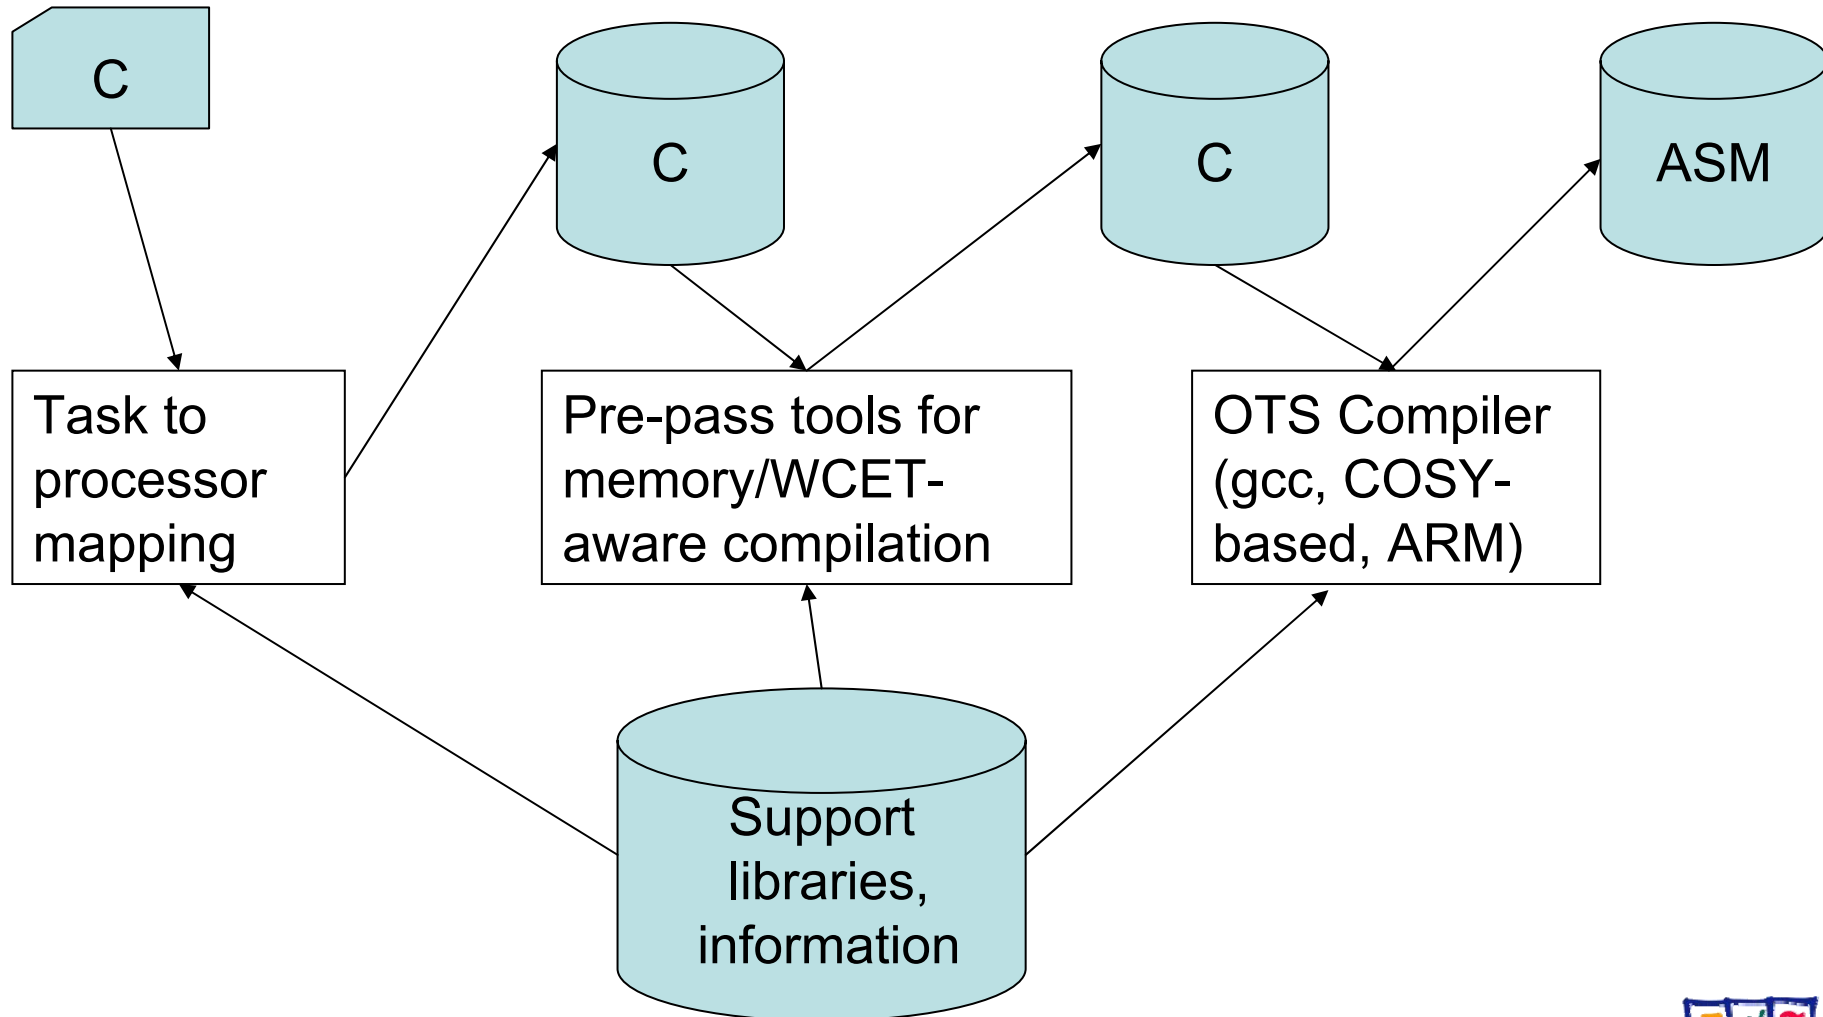 C
C
C
ASM
Task to
processor
mapping
Pre-pass tools for
memory/WCET-
aware compilation
OTS Compiler
(gcc, COSY-
based, ARM)
Support
libraries,
information